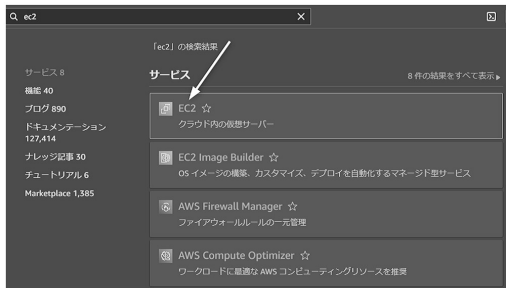 ec2
「ec2」の検索結果
サービス 8
機能 40
ブログ 890
ドキュメンテーション
127,414
ナレッジ記事 30
チュートリアル 6
Marketplace 1,385
サービス
8 件の結果をすべて表示
EC2
クラウド内の仮想サーバー
EC2 Image Builder
OS イメージの構築、カスタマイズ、デプロイを自動化するマネージド型サービス
AWS Firewall Manager
ファイアウォールルールの一元管理
AWS Compute Optimizer
ワークロードに最適な AWS コンピューティングリソースを推奨